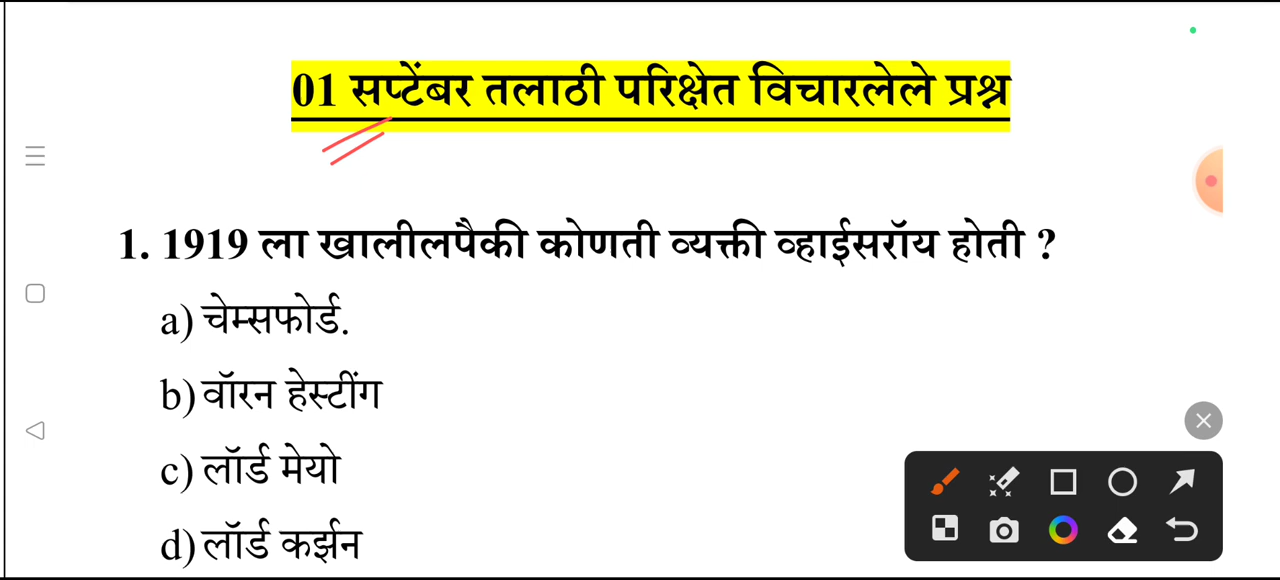 01 सप्टेंबर तलाठी परिक्षेत विचारलेले प्रश्न
1. 1919 ला खालीलपैकी कोणती व्यक्ती व्हाईसरॉय होती ?
a) चेम्सफोर्ड.
b) वॉरन हेस्टींग
c) लॉर्ड मेयो
d) लॉर्ड कर्झन